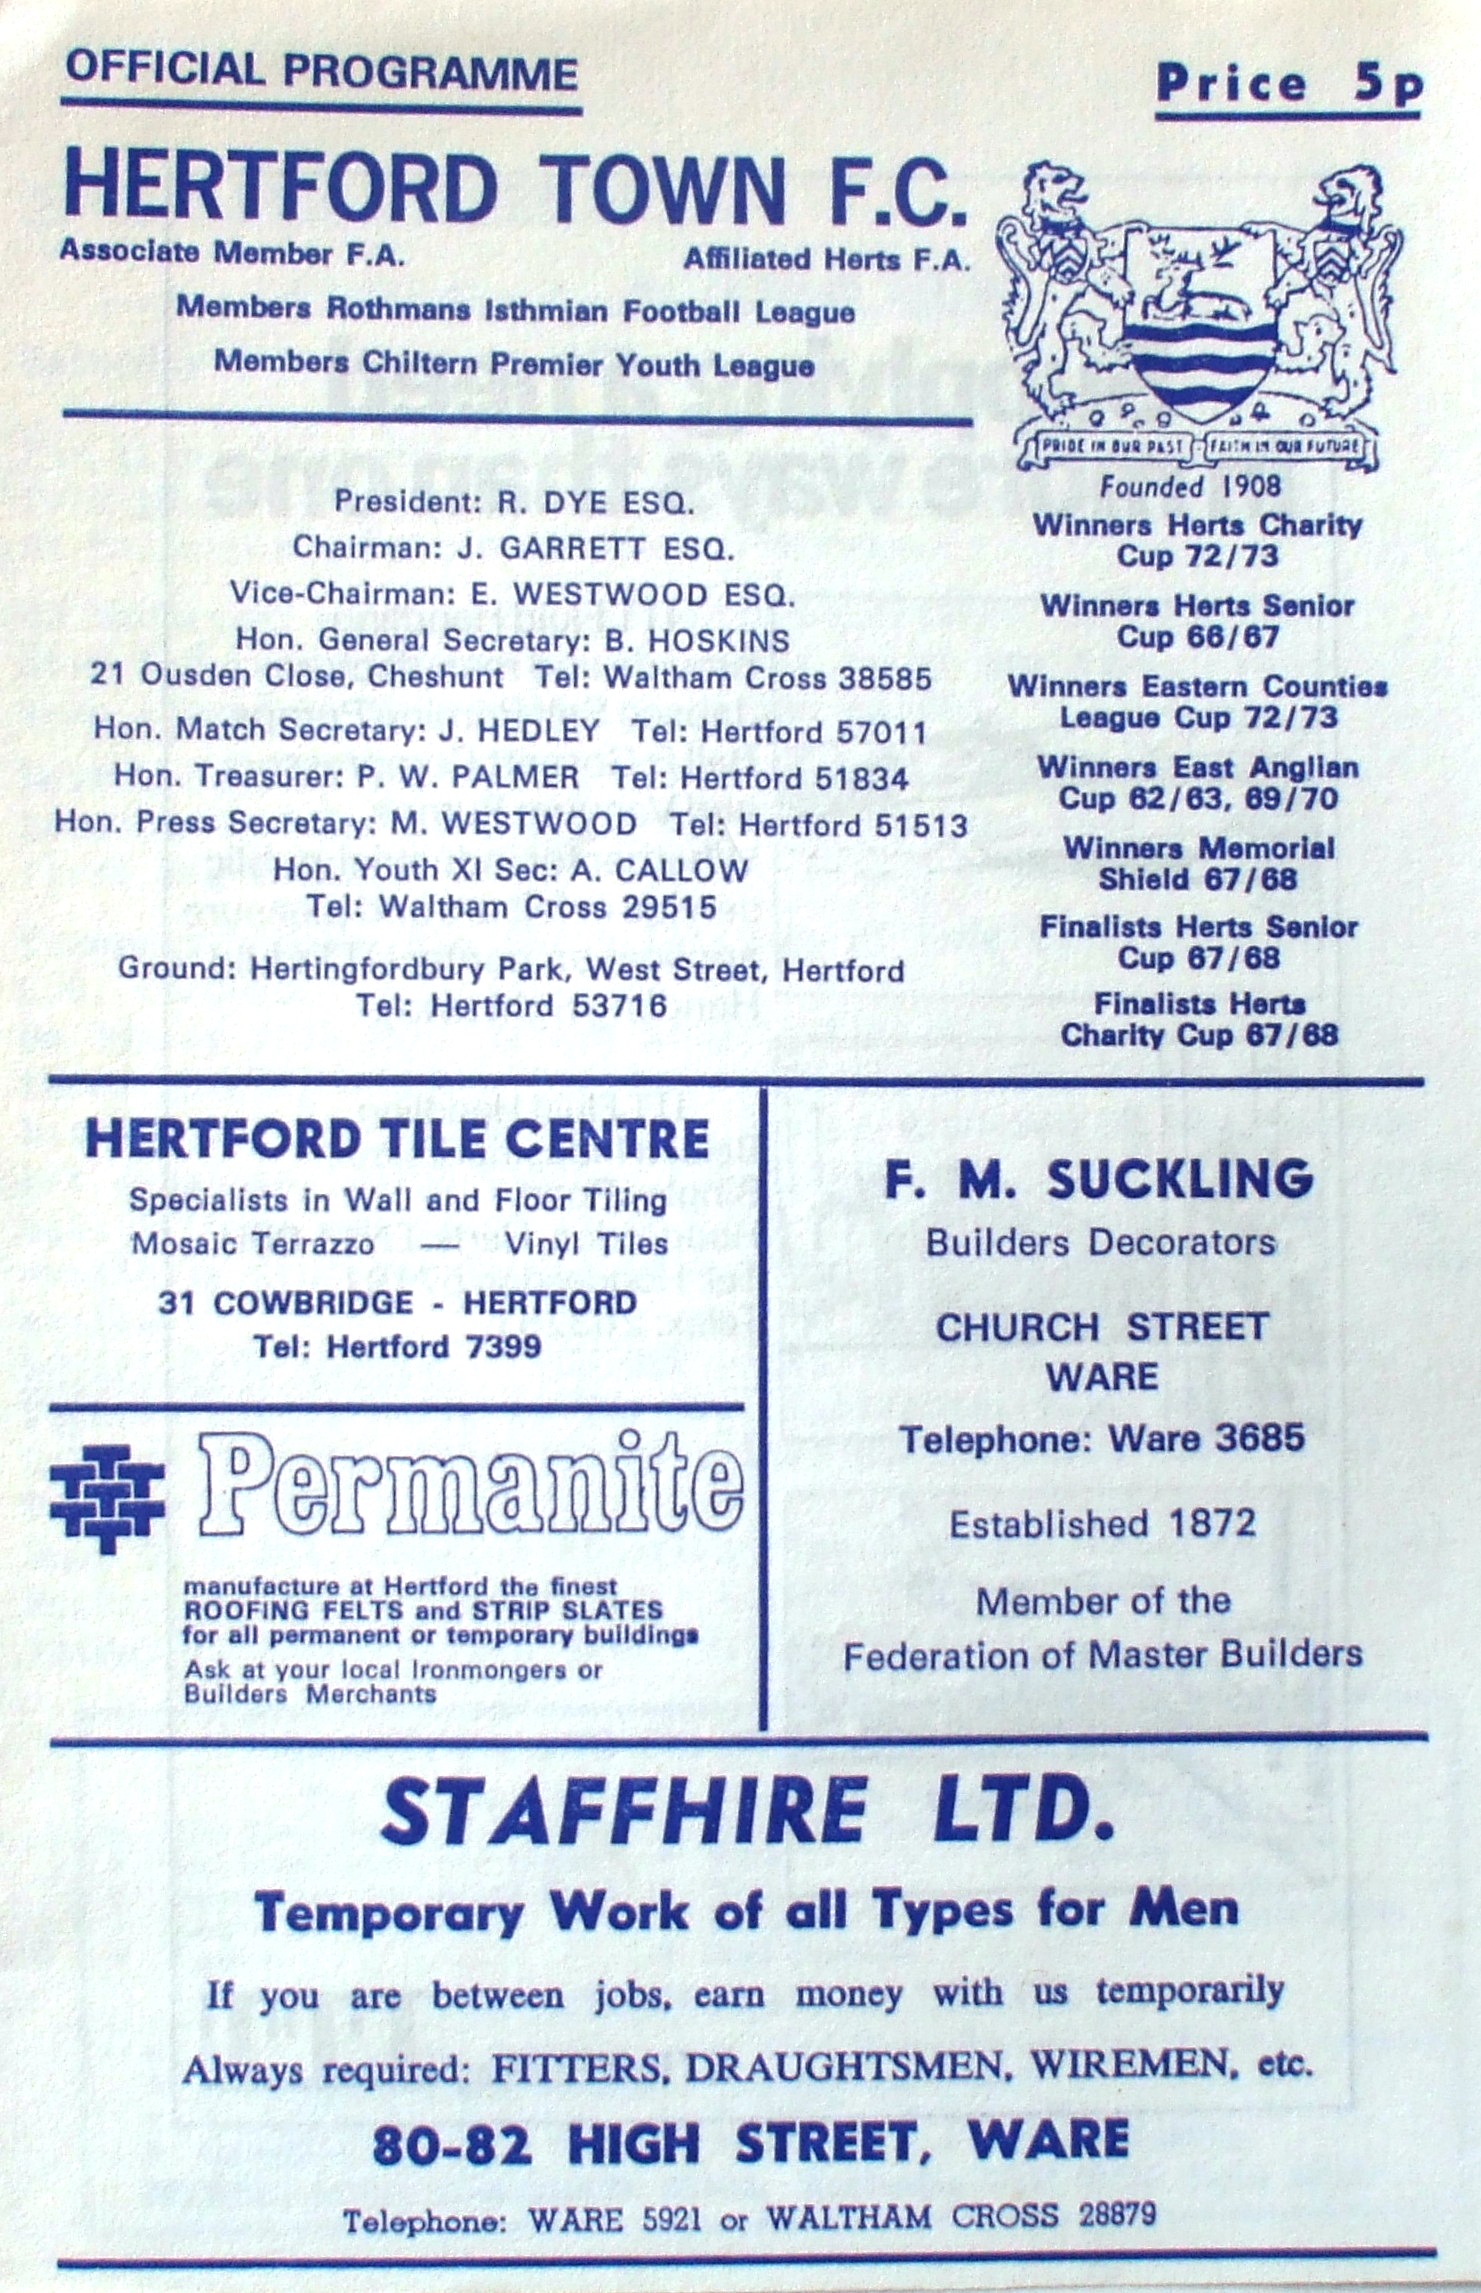 OFFICIAL PROGRAMME
Price 5p
HERTFORD TOWN F.C.
Associate Member F.A. Affiliated Herts F.A.
Members Rothmans Isthmian Football League
Members Chiltern Premier Youth League
PRIDE IN OUR PAST FAITH IN OUR FUTURE
President: R. DYE ESQ.
Chairman: J. GARRETT ESQ.
Vice-Chairman: E. WESTWOOD ESQ.
Hon. General Secretary: B. HOSKINS
21 Ousden Close, Cheshunt Tel: Waltham Cross 38585
Hon. Match Secretary: J. HEDLEY Tel: Hertford 57011
Hon. Treasurer: P. W. PALMER Tel: Hertford 51834
Hon. Press Secretary: M. WESTWOOD Tel: Hertford 51513
Hon. Youth XI Sec: A. CALLOW
Tel: Waltham Cross 29515
Ground: Hertingfordbury Park, West Street, Hertford
Tel: Hertford 53716
Founded 1908
Winners Herts Charity
Cup 72/73
Winners Herts Senior
Cup 66/67
Winners Eastern Counties
League Cup 72/73
Winners East Anglian
Cup 62/63, 69/70
Winners Memorial
Shield 67/68
Finalists Herts Senior
Cup 67/68
Finalists Herts
Charity Cup 67/68
HERTFORD TILE CENTRE
Specialists in Wall and Floor Tiling
Mosaic Terrazzo — Vinyl Tiles
31 COWBRIDGE - HERTFORD
Tel: Hertford 7399
Permanite
manufacture at Hertford the finest
ROOFING FELTS and STRIP SLATES
for all permanent or temporary buildings
Ask at your local Ironmongers or
Builders Merchants
F. M. SUCKLING
Builders Decorators
CHURCH STREET
WARE
Telephone: Ware 3685
Established 1872
Member of the
Federation of Master Builders
STAFFHIRE LTD.
Temporary Work of all Types for Men
If you are between jobs, earn money with us temporarily
Always required: FITTERS, DRAUGHTSMEN, WIREMEN, etc.
80-82 HIGH STREET, WARE
Telephone: WARE 5921 or WALTHAM CROSS 28879